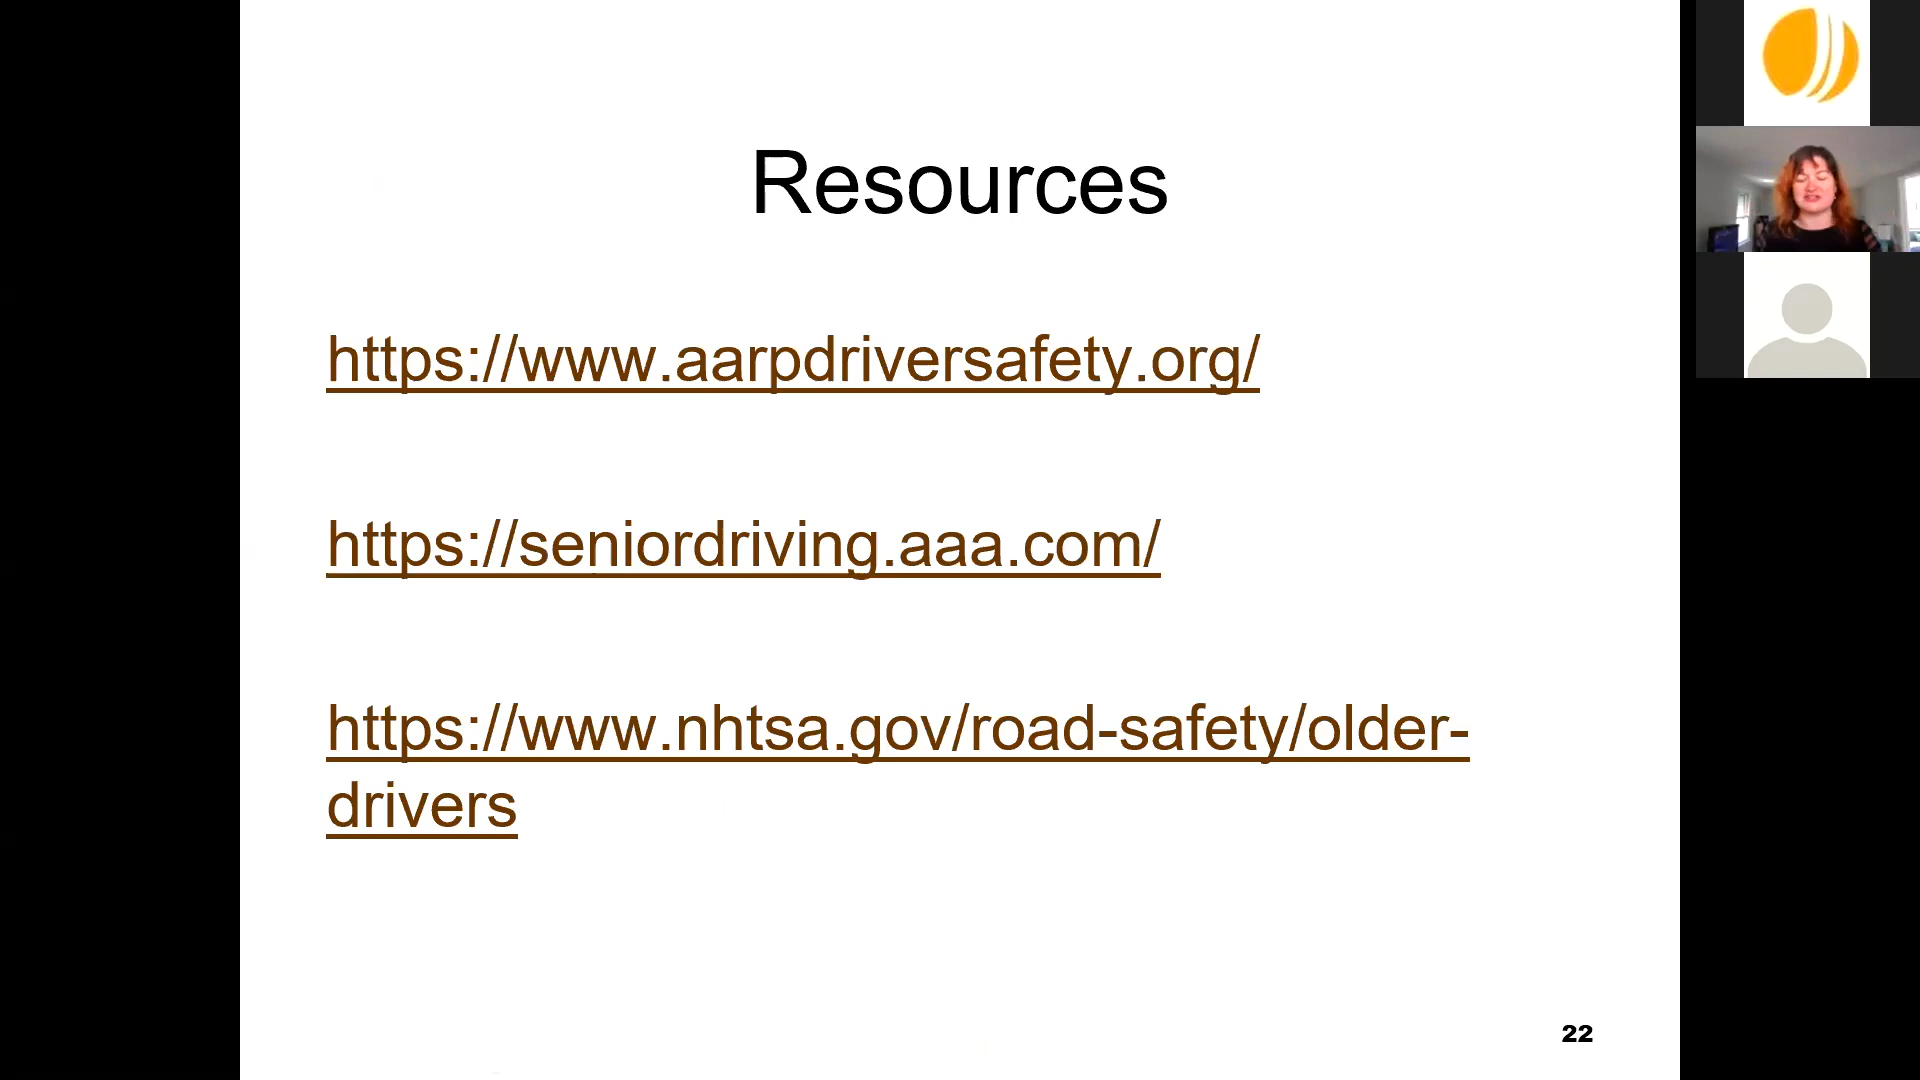 Resources
https://www.aarpdriversafety.org/
https://seniordriving.aaa.com/
https://www.nhtsa.gov/road-safety/older-
drivers
22